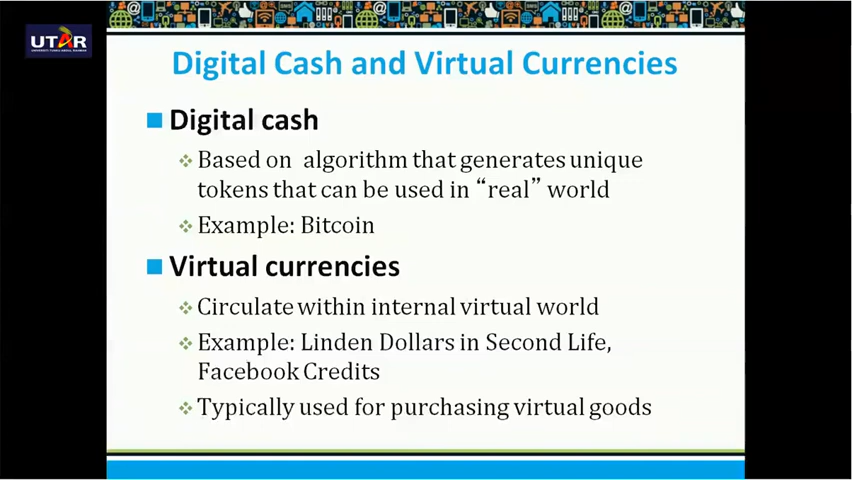 UTAR
Digital Cash and Virtual Currencies
Digital cash
Based on algorithm that generates unique
tokens that can be used in “real” world
Example: Bitcoin
Virtual currencies
Circulate within internal virtual world
Example: Linden Dollars in Second Life,
Facebook Credits
Typically used for purchasing virtual goods